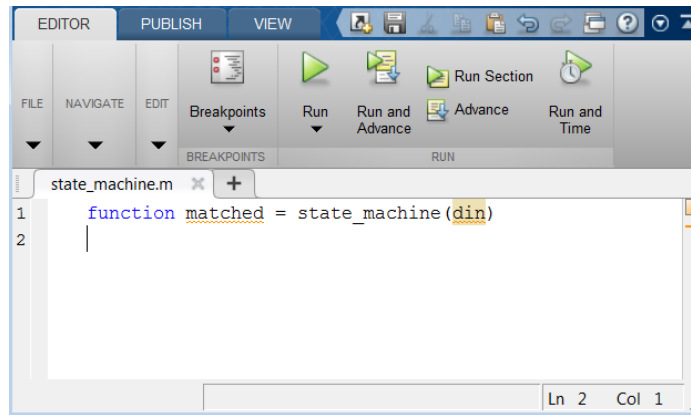 EDITOR PUBLISH VIEW
FILE NAVIGATE EDIT Breakpoints Run Run and Advance Run Section Advance Run and Time
BREAKPOINTS RUN
state_machine.m
1 function matched = state_machine(din)
2
Ln 2 Col 1